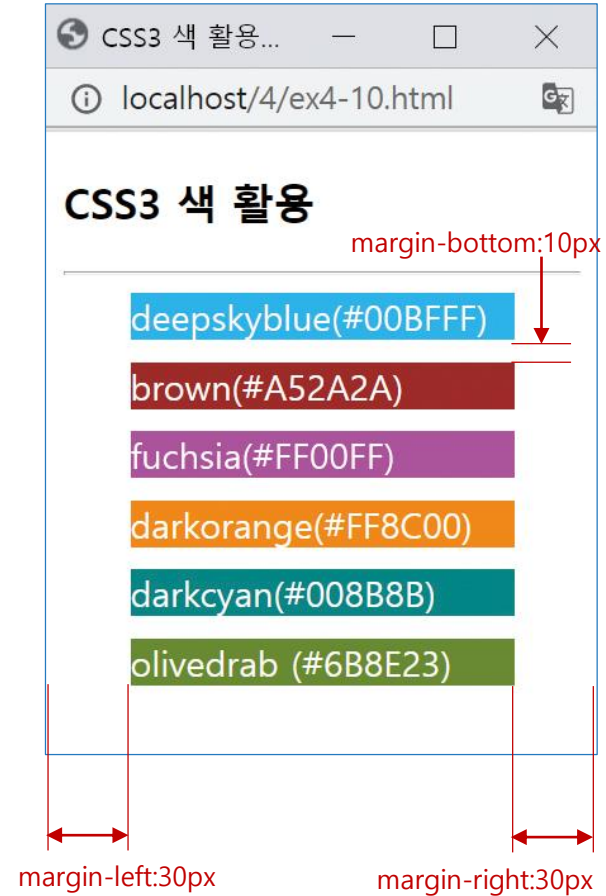 CSS3 색 활용...
localhost/4/ex4-10.html
CSS3 색 활용
margin-bottom:10px
deepskyblue(#00BFFF)
brown(#A52A2A)
fuchsia(#FF00FF)
darkorange(#FF8C00)
darkcyan(#008B8B)
olivedrab (#6B8E23)
margin-left:30px
margin-right:30px